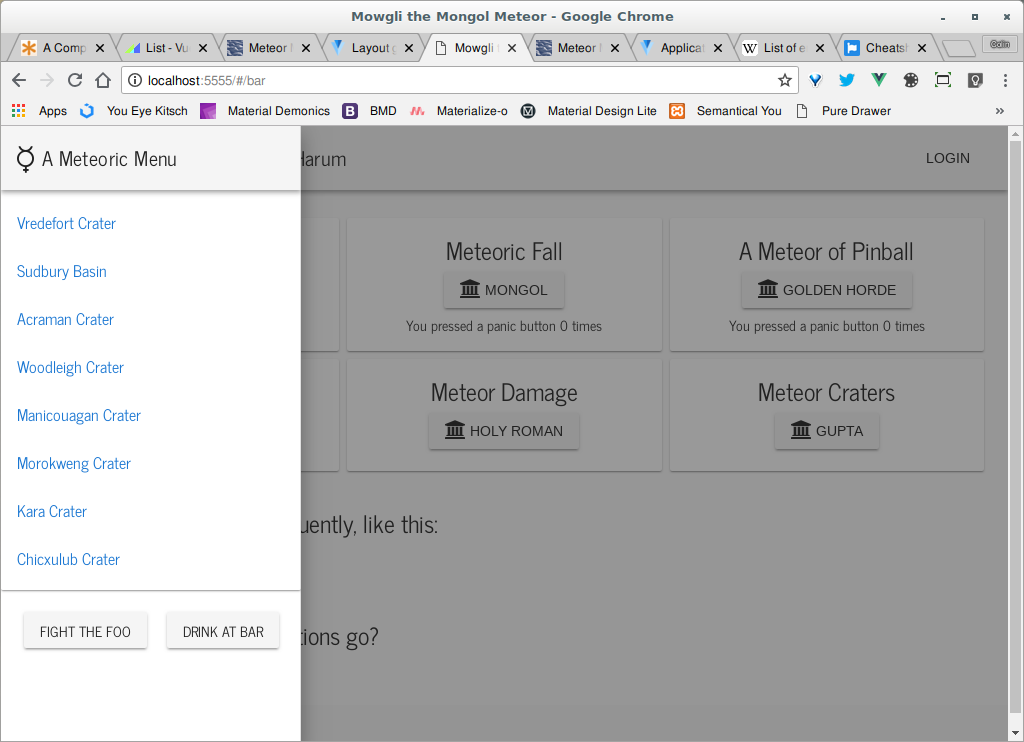 Mowgli the Mongol Meteor - Google Chrome
A Comp List - Vu Meteor Layout g Mowgli Meteor Applicat List of e Cheatsh Colin
localhost:5555/#/bar
Apps You Eye Kitsch Material Demonics BMD Materialize-o Material Design Lite Semantical You Pure Drawer »
A Meteoric Menu Harum LOGIN
Vredefort Crater
Sudbury Basin
Acraman Crater
Woodleigh Crater
Manicouagan Crater
Morokweng Crater
Kara Crater
Chicxulub Crater
FIGHT THE FOO DRINK AT BAR
Meteoric Fall
MONGOL
You pressed a panic button 0 times
A Meteor of Pinball
GOLDEN HORDE
You pressed a panic button 0 times
Meteor Damage
HOLY ROMAN
Meteor Craters
GUPTA
uently, like this:
tions go?